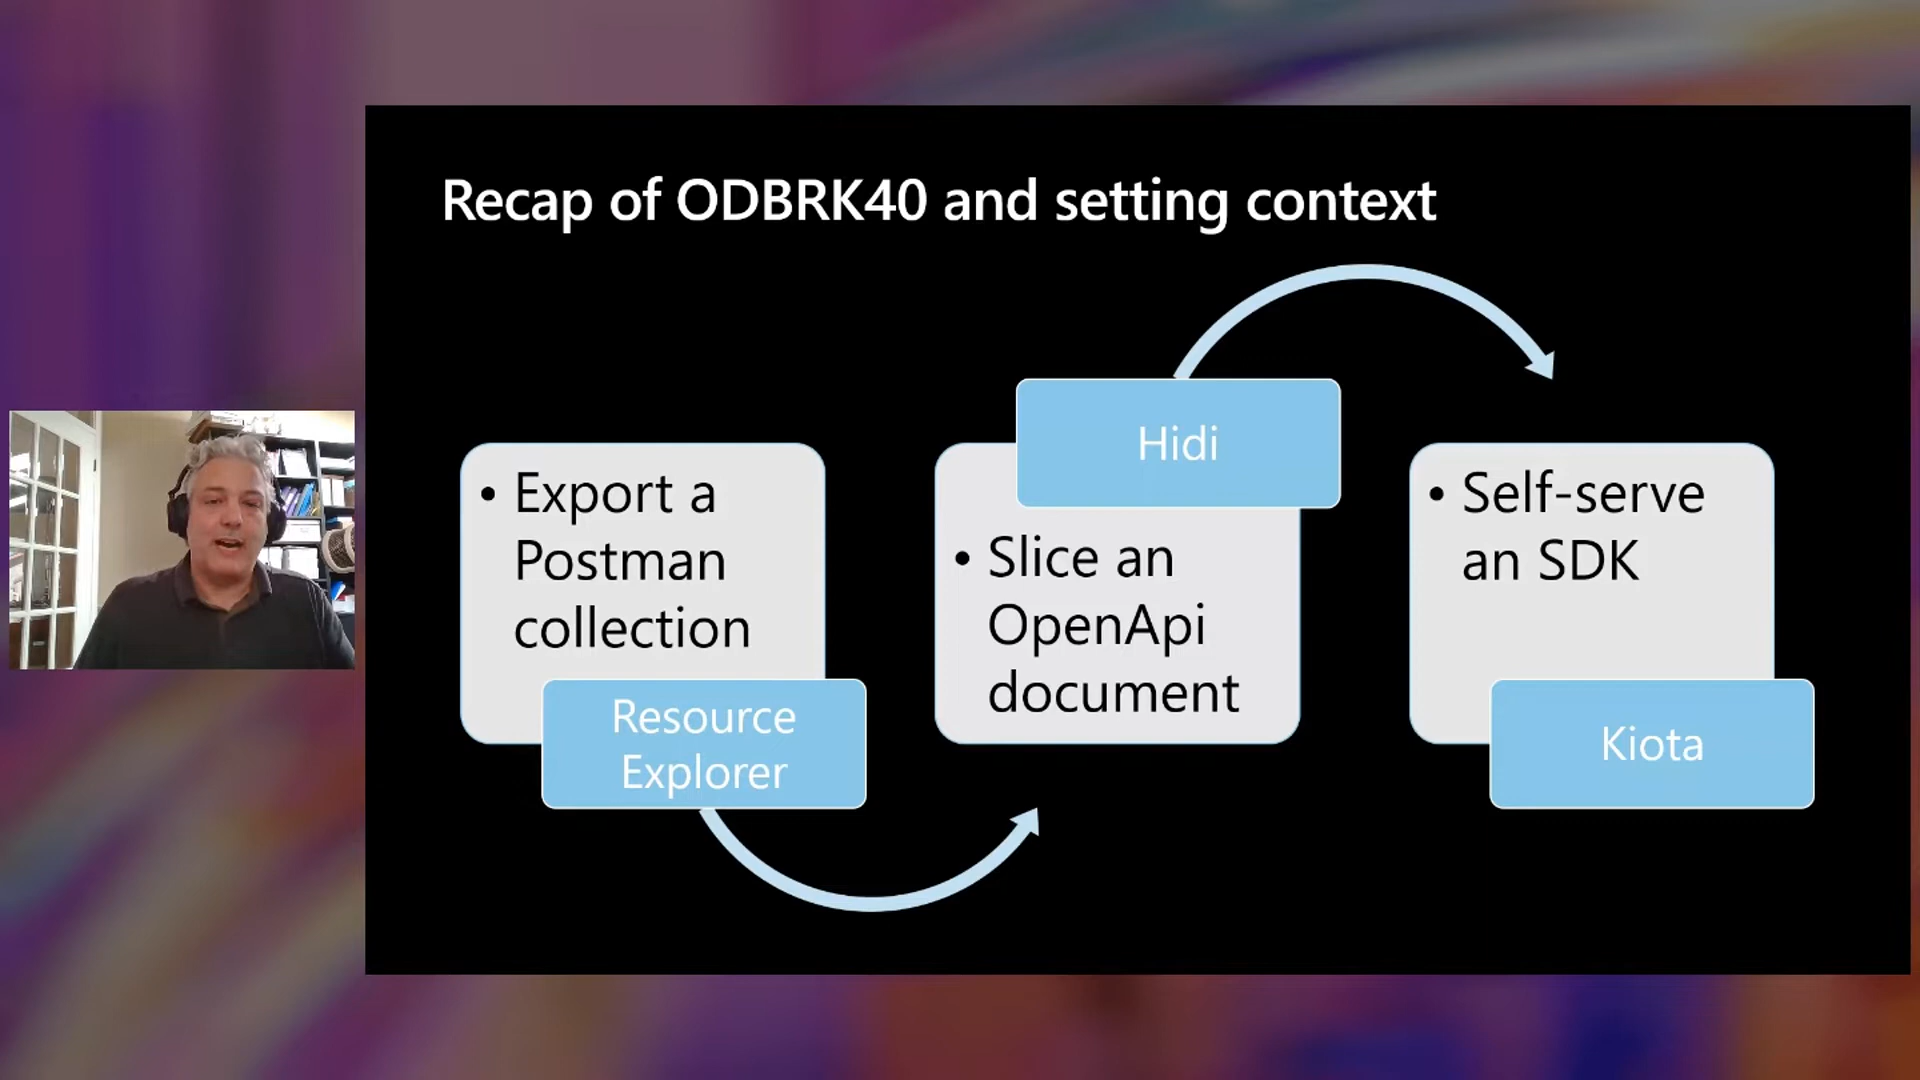 Recap of ODBRK40 and setting context
• Export a
Postman
collection
Resource
Explorer
Hidi
• Slice an
OpenApi
document
• Self-serve
an SDK
Kiota